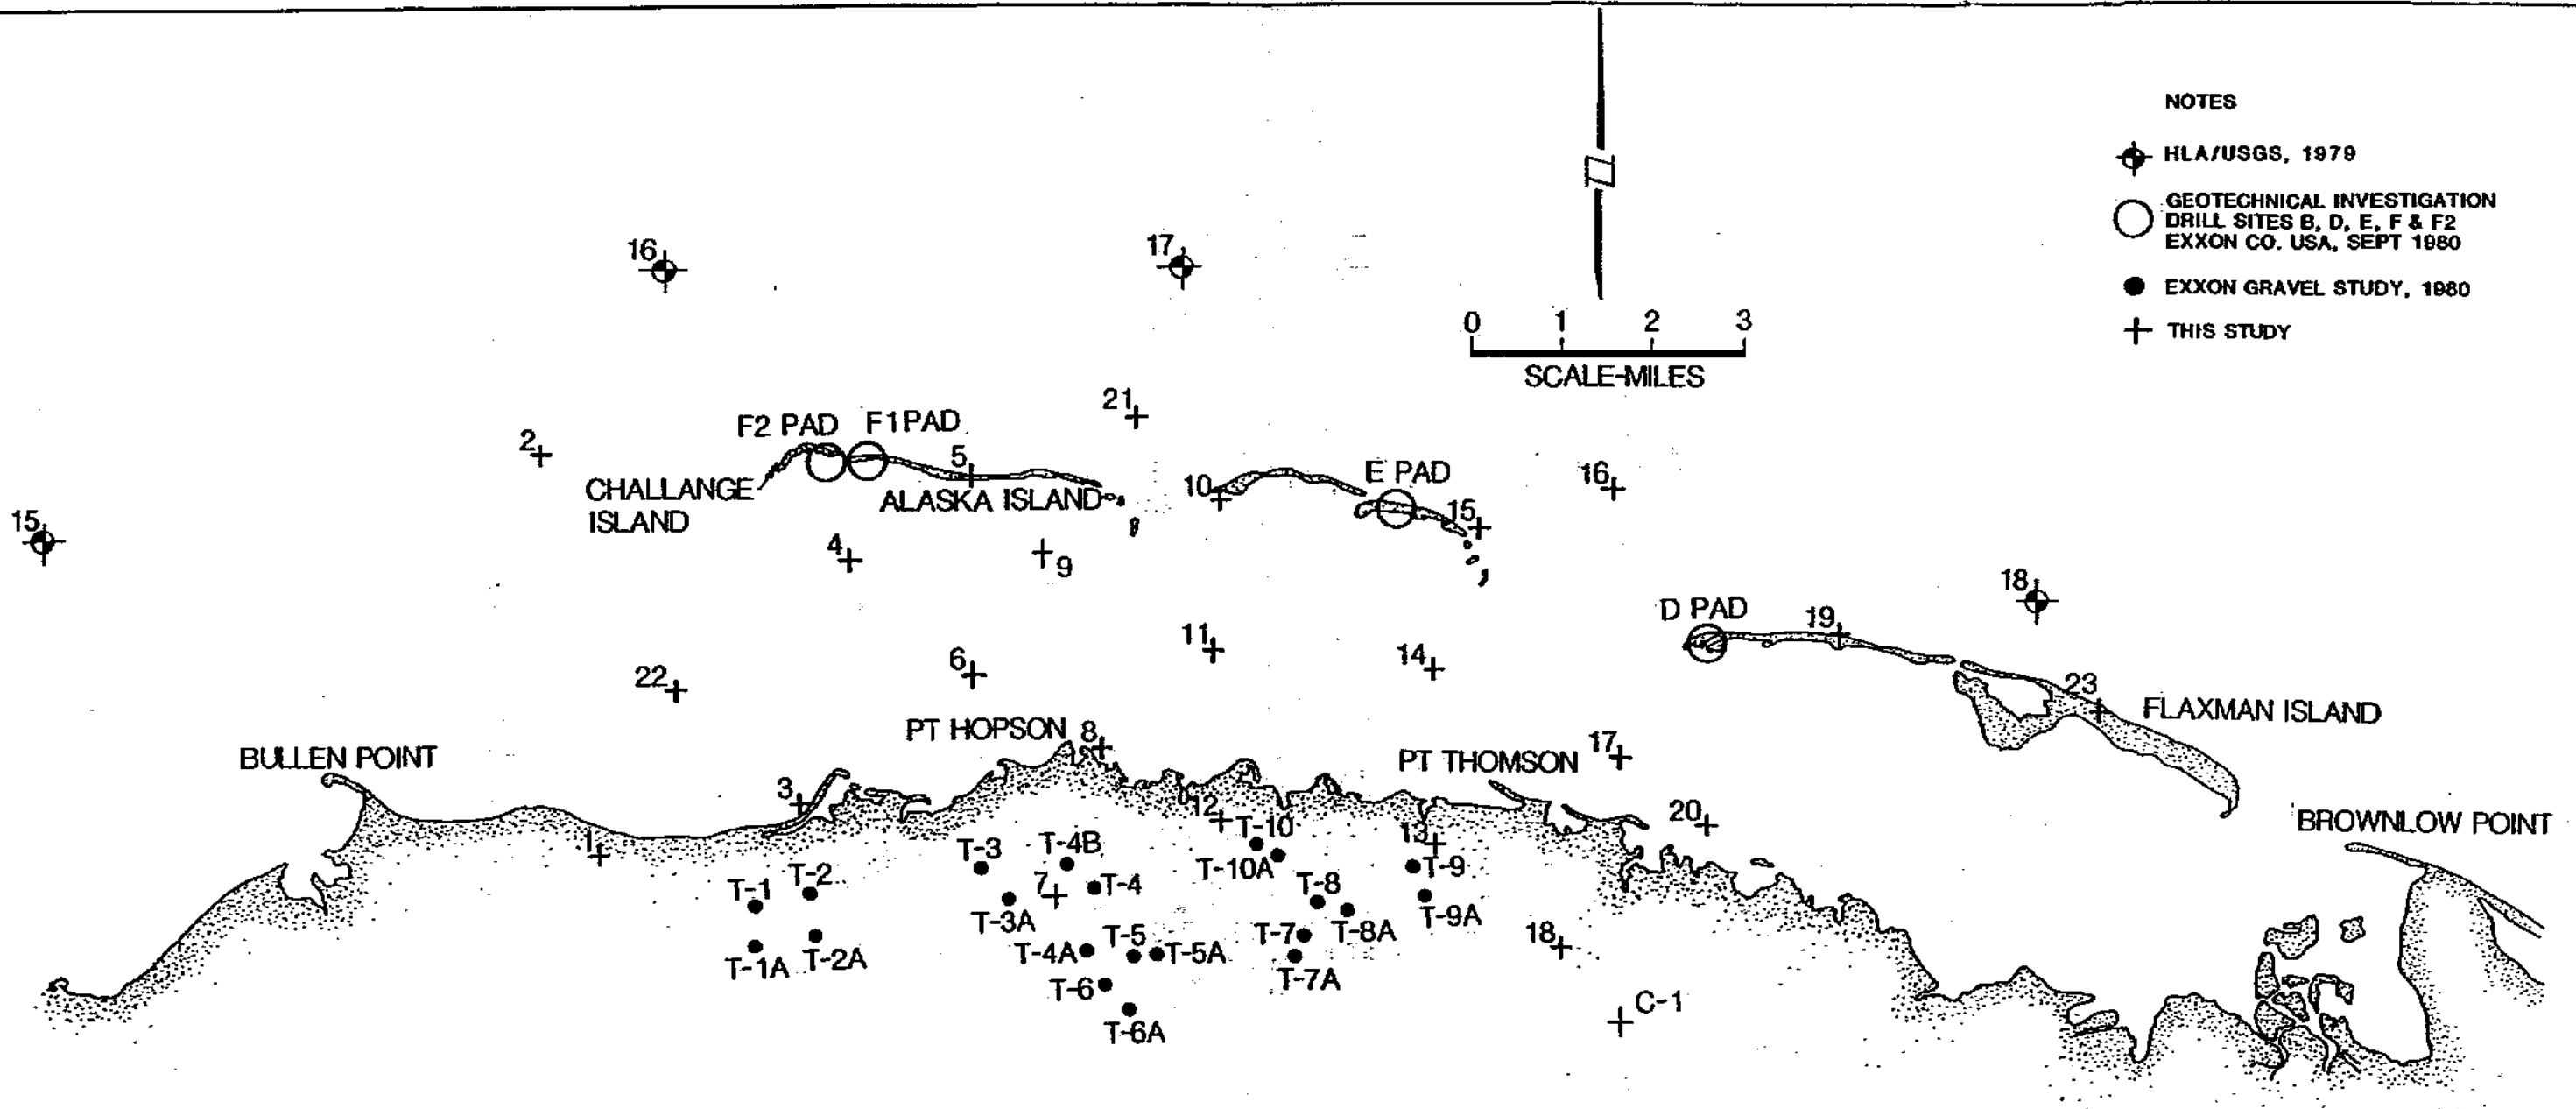 NOTES
HLA/USGS, 1979
GEOTECHNICAL INVESTIGATION
DRILL SITES B, D, E, F & F2
EXXON CO. USA, SEPT 1980
EXXON GRAVEL STUDY, 1980
THIS STUDY
16
17
N
0 1 2 3
SCALE-MILES
21
2
F2 PAD
F1 PAD
5
CHALLANGE
ISLAND
ALASKA ISLAND
10
E PAD
15
16
15
4
9
18
D PAD
19
11
6
14
22
23
FLAXMAN ISLAND
PT HOPSON
8
BULLEN POINT
PT THOMSON
17
3
12
20
BROWNLOW POINT
1
T-10
13
T-3
T-4B
T-10A
T-9
T-1
T-2
7
T-4
T-8
T-3A
T-8A
T-9A
T-1A
T-2A
T-4A
T-5
T-5A
T-7
18
T-7A
T-6
C-1
T-6A